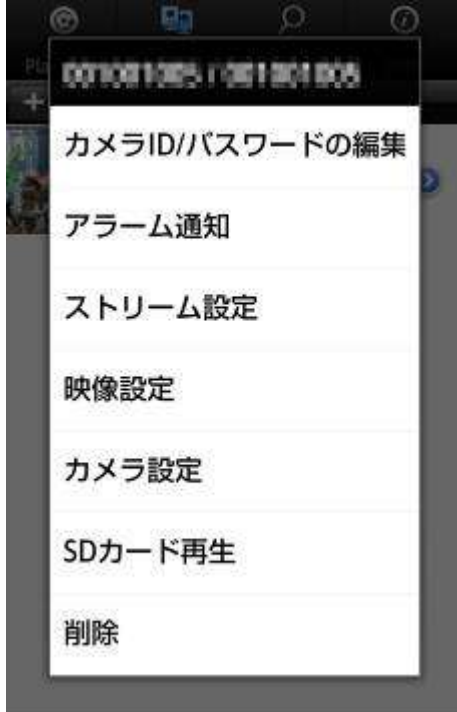 カメラID/パスワードの編集
アラーム通知
ストリーム設定
映像設定
カメラ設定
SDカード再生
削除